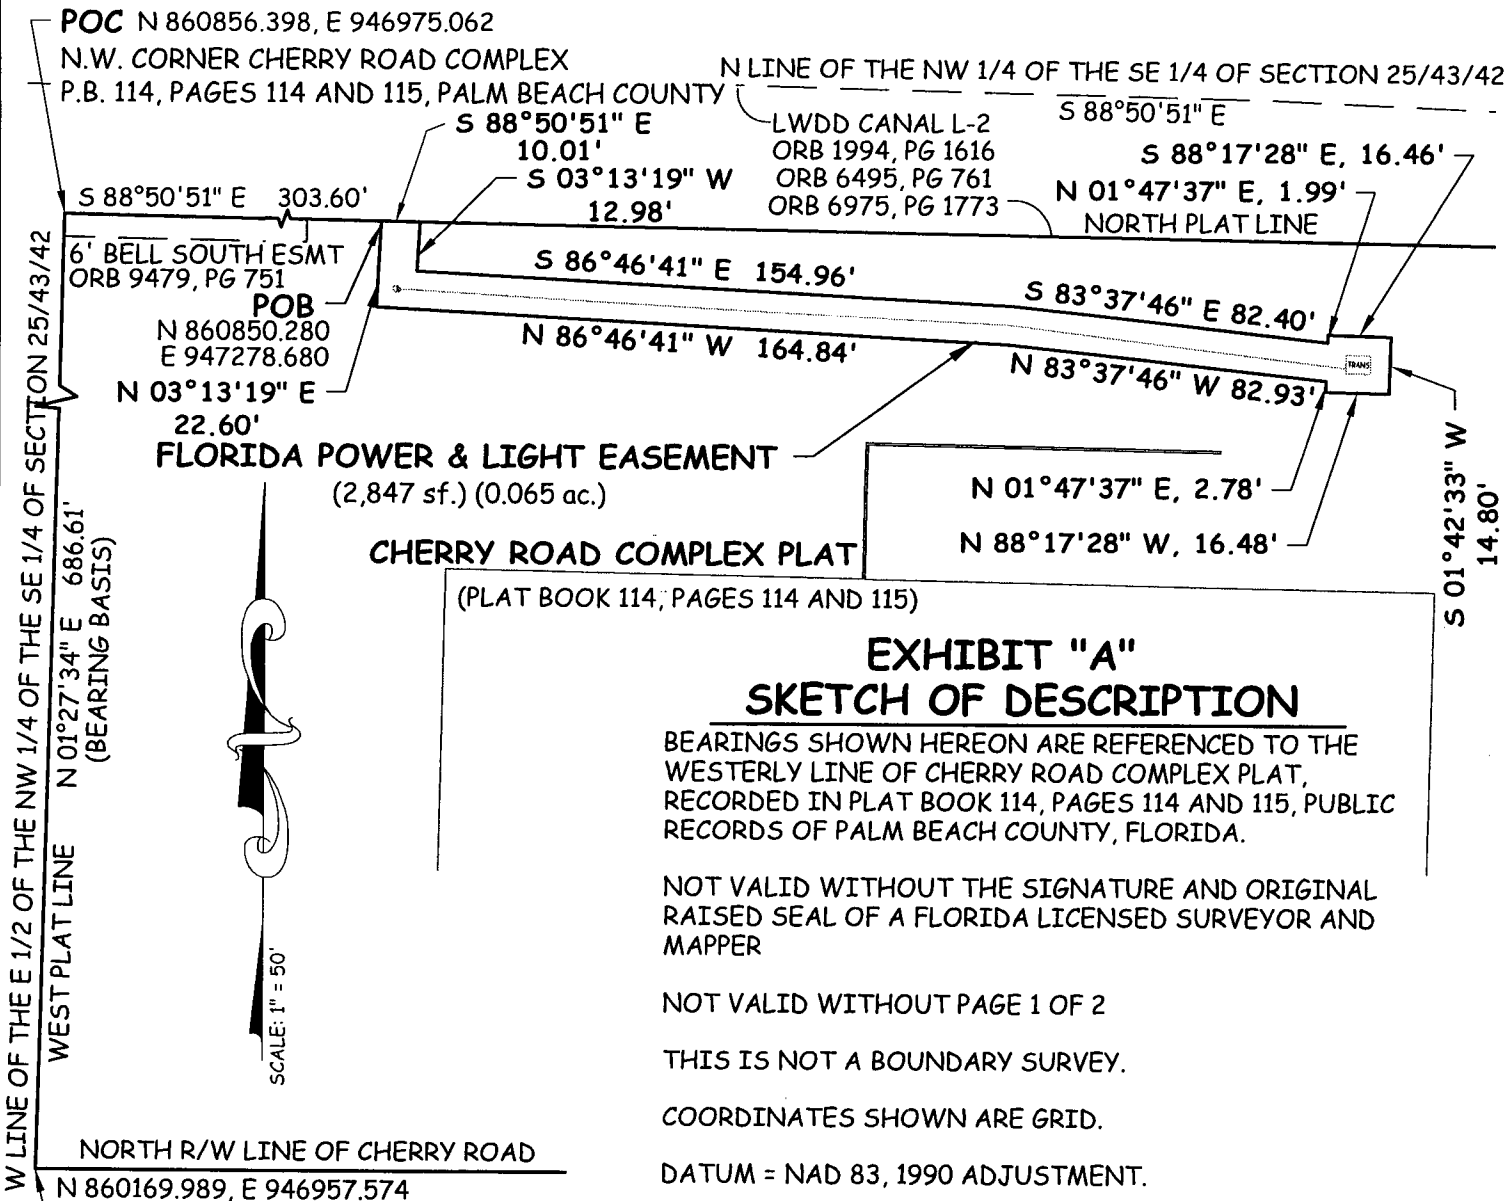 POC N 860856.398, E 946975.062
N.W. CORNER CHERRY ROAD COMPLEX
P.B. 114, PAGES 114 AND 115, PALM BEACH COUNTY
N LINE OF THE NW 1/4 OF THE SE 1/4 OF SECTION 25/43/42
S 88°50'51" E
S 88°50'51" E
10.01'
LWDD CANAL L-2
ORB 1994, PG 1616
ORB 6495, PG 761
ORB 6975, PG 1773
S 88°17'28" E, 16.46'
S 03°13'19" W
12.98'
N 01°47'37" E, 1.99'
NORTH PLAT LINE
S 88°50'51" E 303.60'
6' BELL SOUTH ESMT
ORB 9479, PG 751
S 86°46'41" E 154.96'
S 83°37'46" E 82.40'
POB
N 860850.280
E 947278.680
N 86°46'41" W 164.84'
N 83°37'46" W 82.93'
TRANS
N 03°13'19" E
22.60'
FLORIDA POWER & LIGHT EASEMENT
(2,847 sf.) (0.065 ac.)
N 01°47'37" E, 2.78'
N 88°17'28" W, 16.48'
S 01°42'33" W
14.80'
CHERRY ROAD COMPLEX PLAT
(PLAT BOOK 114, PAGES 114 AND 115)
W LINE OF THE E 1/2 OF THE NW 1/4 OF THE SE 1/4 OF SECTION 25/43/42
WEST PLAT LINE N 01°27'34" E 686.61'
(BEARING BASIS)
SCALE: 1" = 50'
EXHIBIT "A"
SKETCH OF DESCRIPTION
BEARINGS SHOWN HEREON ARE REFERENCED TO THE
WESTERLY LINE OF CHERRY ROAD COMPLEX PLAT,
RECORDED IN PLAT BOOK 114, PAGES 114 AND 115, PUBLIC
RECORDS OF PALM BEACH COUNTY, FLORIDA.
NOT VALID WITHOUT THE SIGNATURE AND ORIGINAL
RAISED SEAL OF A FLORIDA LICENSED SURVEYOR AND
MAPPER
NOT VALID WITHOUT PAGE 1 OF 2
THIS IS NOT A BOUNDARY SURVEY.
COORDINATES SHOWN ARE GRID.
DATUM = NAD 83, 1990 ADJUSTMENT.
NORTH R/W LINE OF CHERRY ROAD
N 860169.989, E 946957.574